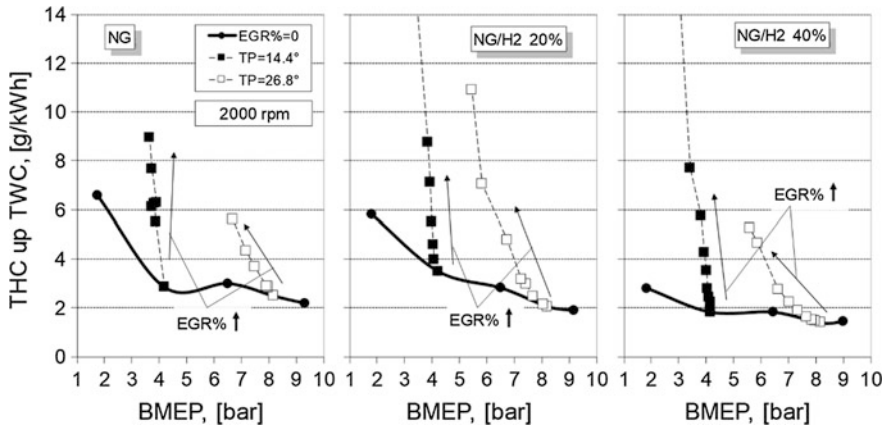 THC up TWC, [g/kWh]
14
12
10
8
6
4
2
0
NG
EGR%=0
TP=14.4°
TP=26.8°
2000 rpm
EGR% ↑
1 2 3 4 5 6 7 8 9 10
BMEP, [bar]
NG/H2 20%
EGR% ↑
1 2 3 4 5 6 7 8 9 10
BMEP, [bar]
NG/H2 40%
EGR% ↑
1 2 3 4 5 6 7 8 9 10
BMEP, [bar]